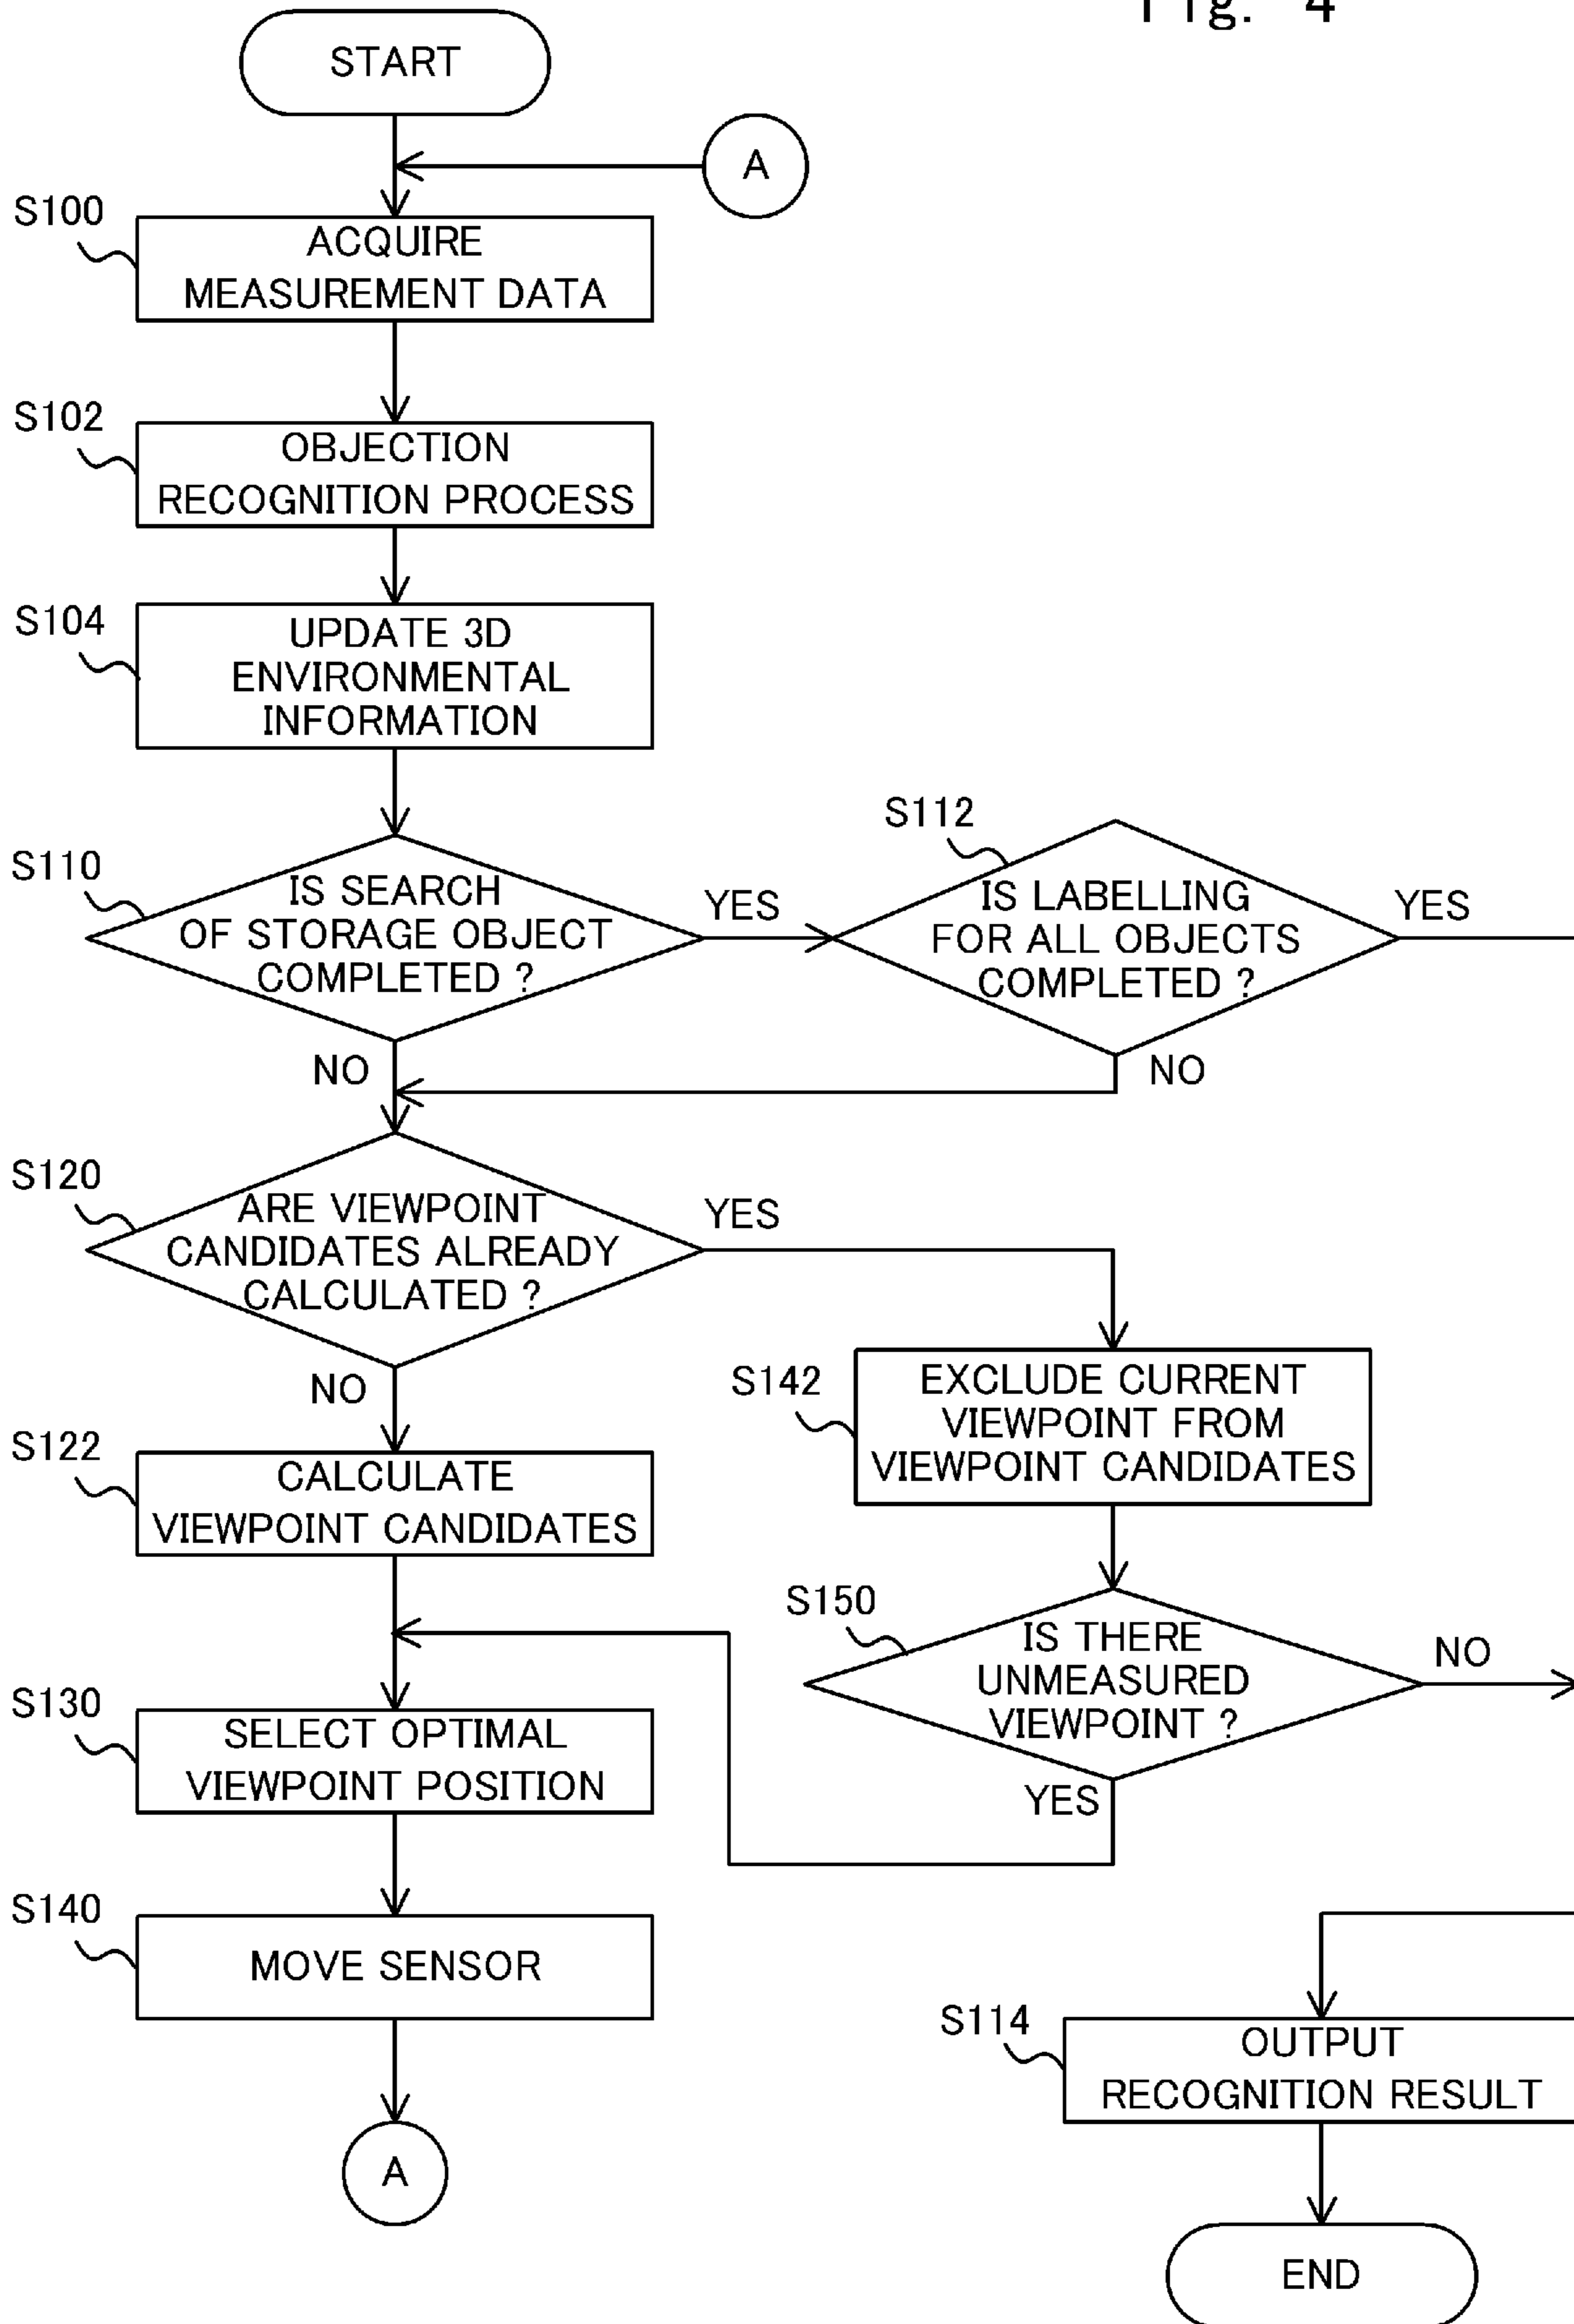 Fig. 4
START
A
S100
ACQUIRE
MEASUREMENT DATA
S102
OBJECTION
RECOGNITION PROCESS
S104
UPDATE 3D
ENVIRONMENTAL
INFORMATION
S110
IS SEARCH
OF STORAGE OBJECT
COMPLETED ?
YES
NO
S112
IS LABELLING
FOR ALL OBJECTS
COMPLETED ?
YES
NO
S120
ARE VIEWPOINT
CANDIDATES ALREADY
CALCULATED ?
YES
NO
S142
EXCLUDE CURRENT
VIEWPOINT FROM
VIEWPOINT CANDIDATES
S122
CALCULATE
VIEWPOINT CANDIDATES
S150
IS THERE
UNMEASURED
VIEWPOINT ?
NO
YES
S130
SELECT OPTIMAL
VIEWPOINT POSITION
S140
MOVE SENSOR
A
S114
OUTPUT
RECOGNITION RESULT
END